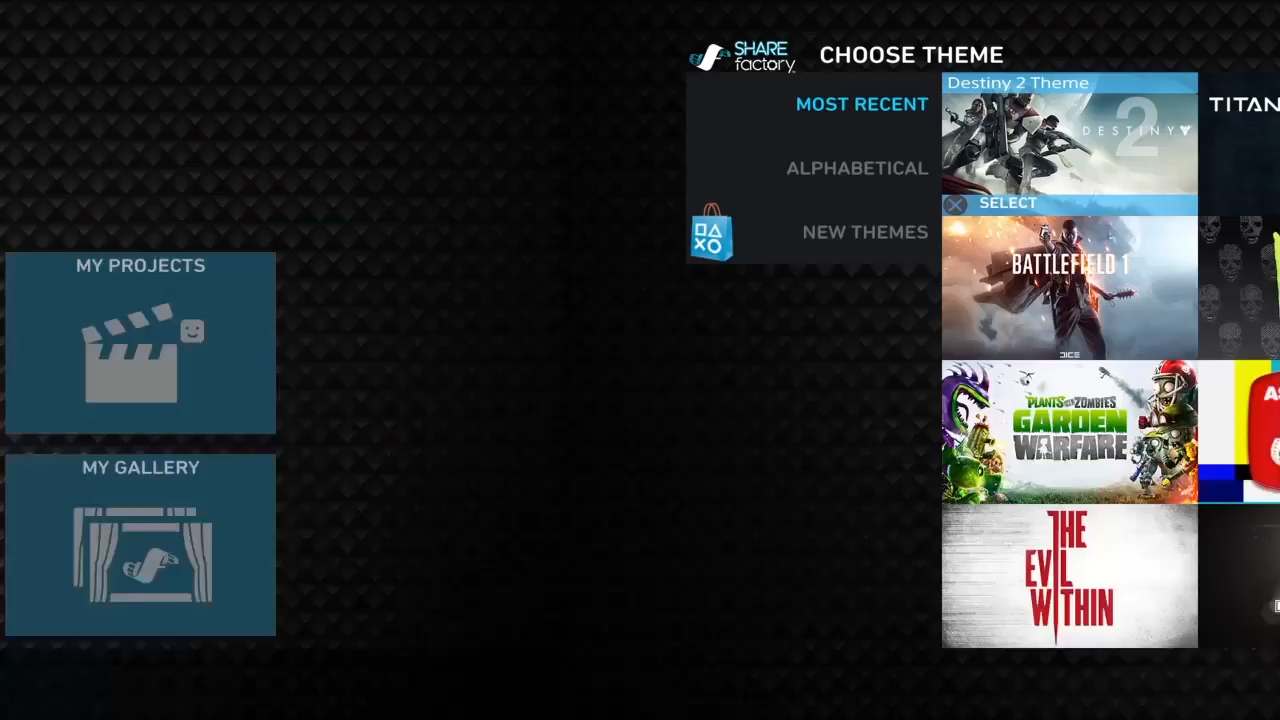 SHARE
factory
CHOOSE THEME
MOST RECENT
ALPHABETICAL
NEW THEMES
MY PROJECTS
MY GALLERY
Destiny 2 Theme
2
DESTINY
SELECT
BATTLEFIELD 1
DICE
PLANTS VS ZOMBIES
GARDEN
WARFARE
THE
EVIL
WITHIN
TITAN
AS